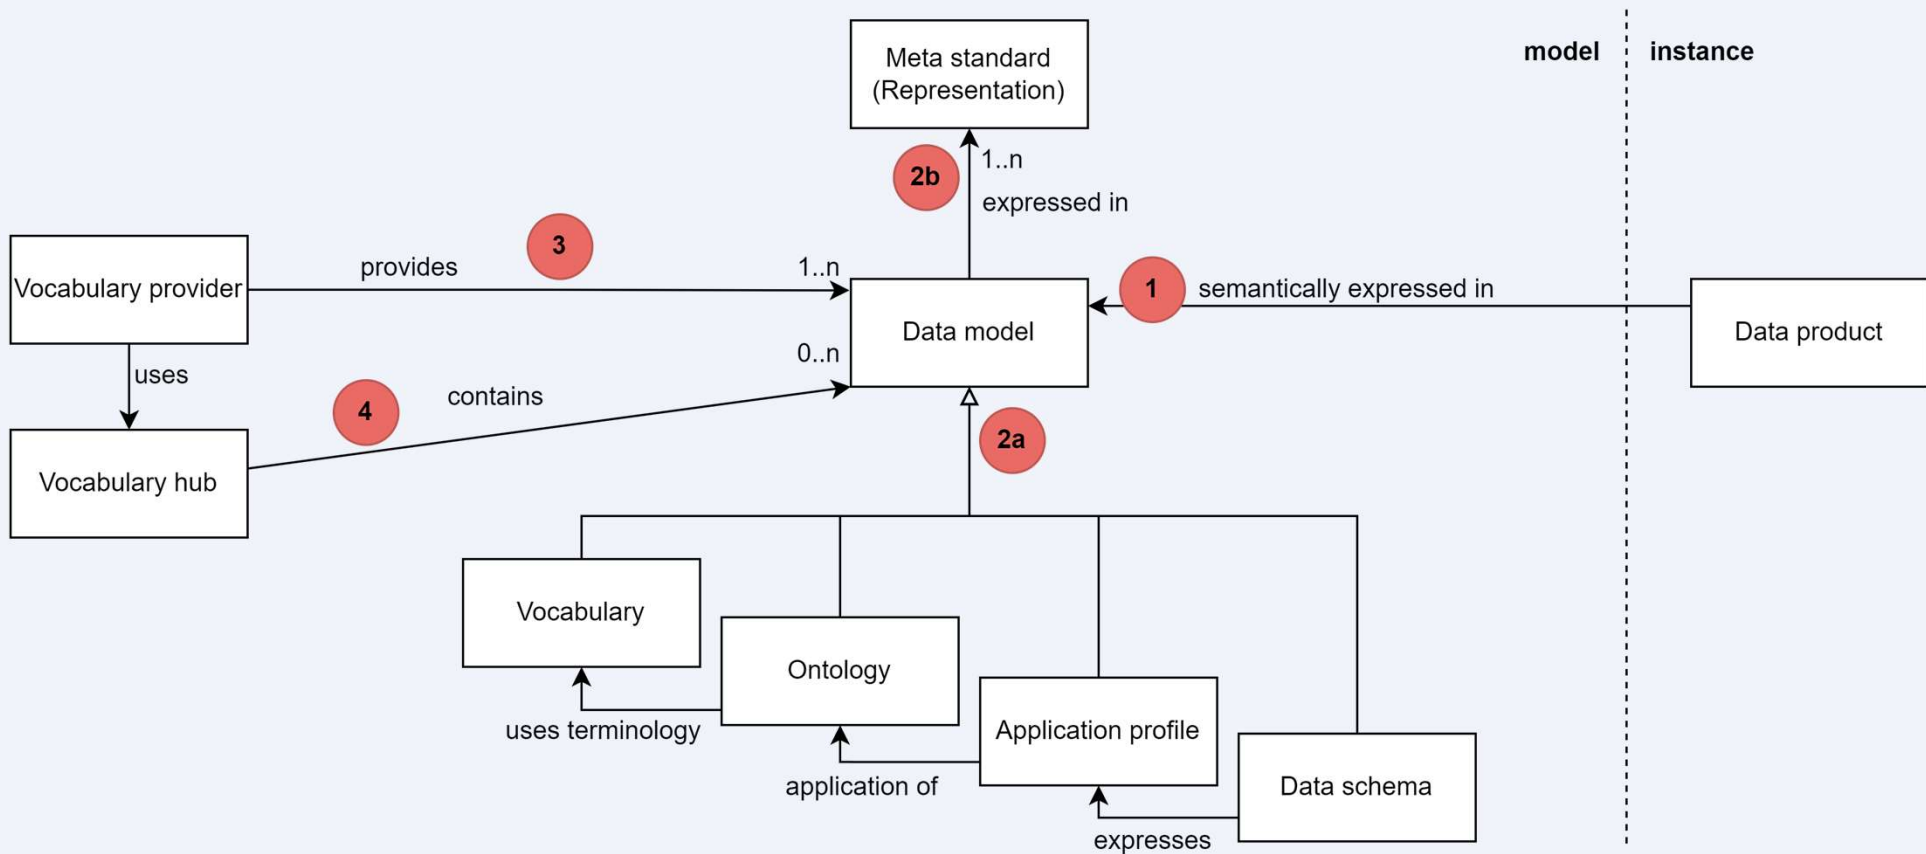 Meta standard
(Representation)
model
instance
2b
1..n
expressed in
3
provides
1..n
Vocabulary provider
1
semantically expressed in
Data model
Data product
0..n
uses
4
contains
2a
Vocabulary hub
Vocabulary
Ontology
uses terminology
Application profile
application of
Data schema
expresses